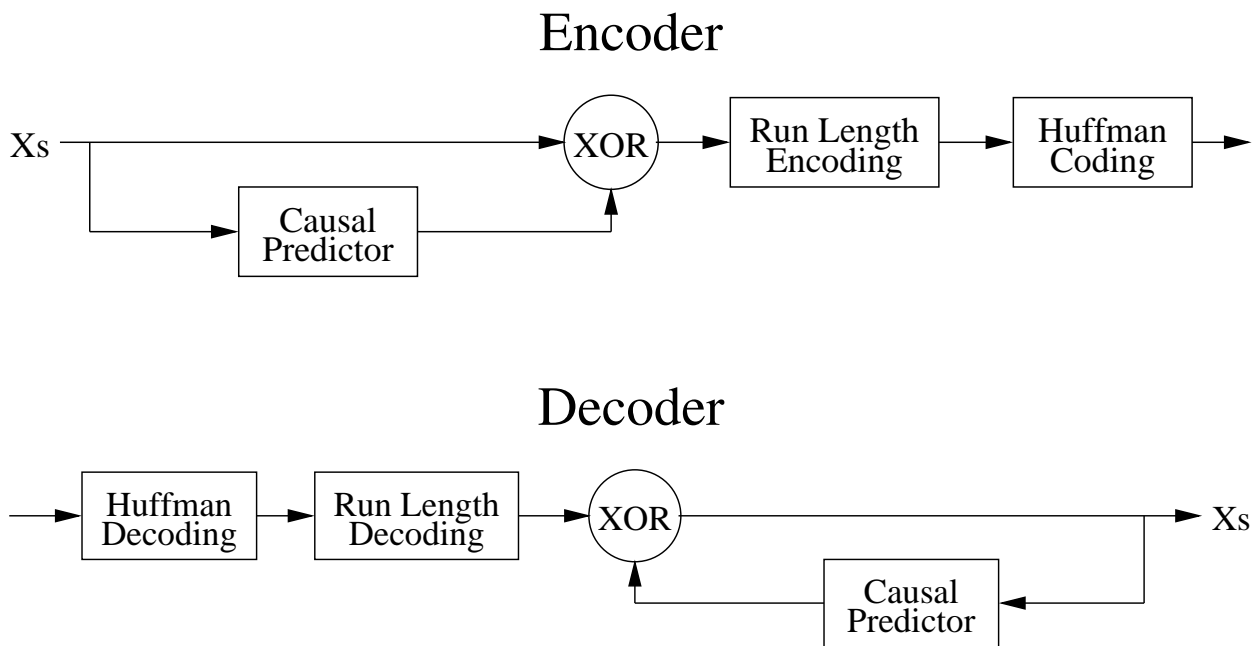 Encoder
Xs
XOR
Run Length
Encoding
Huffman
Coding
Causal
Predictor
Decoder
Huffman
Decoding
Run Length
Decoding
XOR
Xs
Causal
Predictor